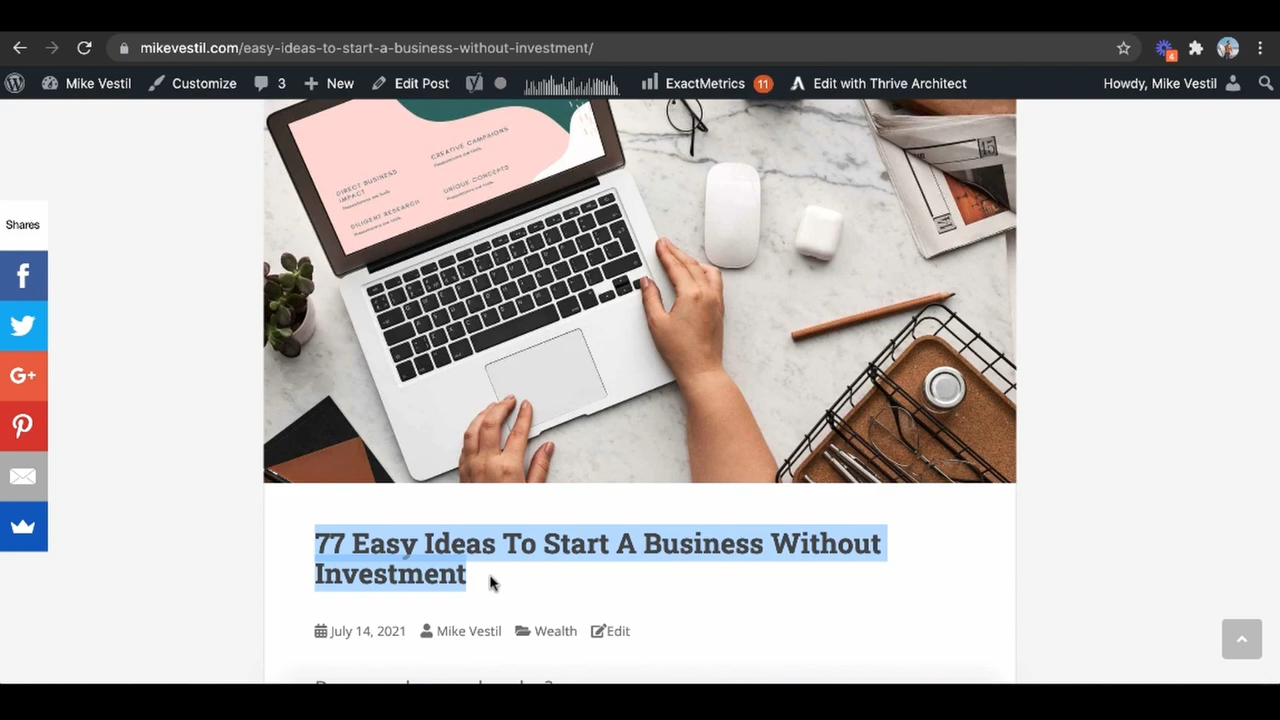 mikevestil.com/easy-ideas-to-start-a-business-without-investment/
4
Mike Vestil Customize 3 New Edit Post ExactMetrics 11 Edit with Thrive Architect Howdy, Mike Vestil
CREATIVE CAMPAIGNS
DIRECT BUSINESS
IMPACT
UNIQUE CONCEPTS
DILIGENT RESEARCH
Shares
f
G+
77 Easy Ideas To Start A Business Without
Investment
July 14, 2021 Mike Vestil Wealth Edit